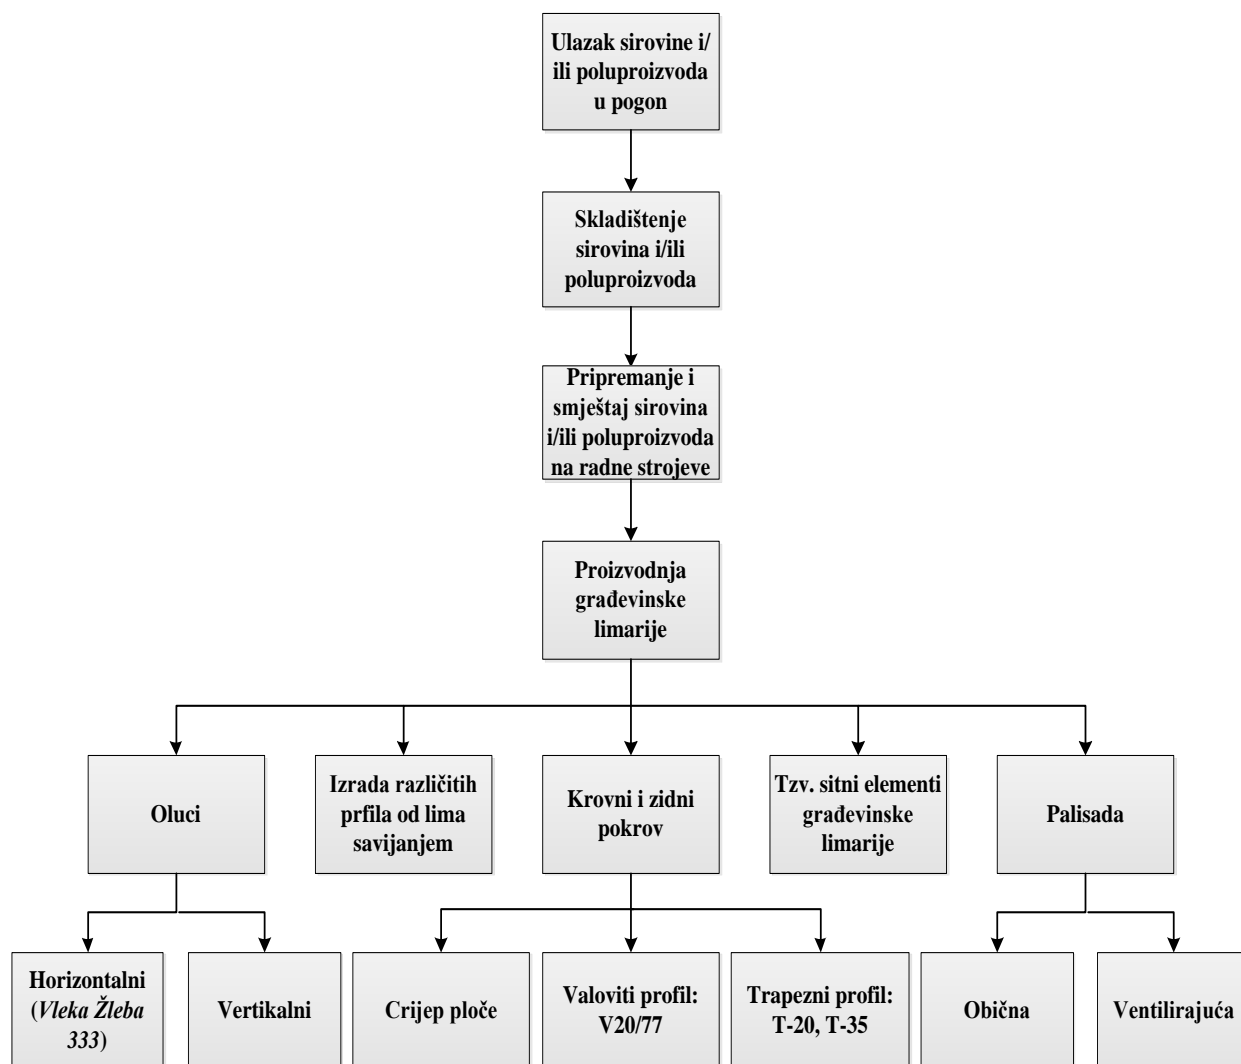 Ulazak sirovine i/
ili poluproizvoda
u pogon
Skladištenje
sirovina i/ili
poluproizvoda
Pripremanje i
smještaj sirovina
i/ili poluproizvoda
na radne strojeve
Proizvodnja
građevinske
limarije
Oluci
Izrada različitih
prfila od lima
savijanjem
Krovni i zidni
pokrov
Tzv. sitni elementi
građevinske
limarije
Palisada
Horizontalni
(Vleka Žleba
333)
Vertikalni
Crijep ploče
Valoviti profil:
V20/77
Trapezni profil:
T-20, T-35
Obična
Ventilirajuća